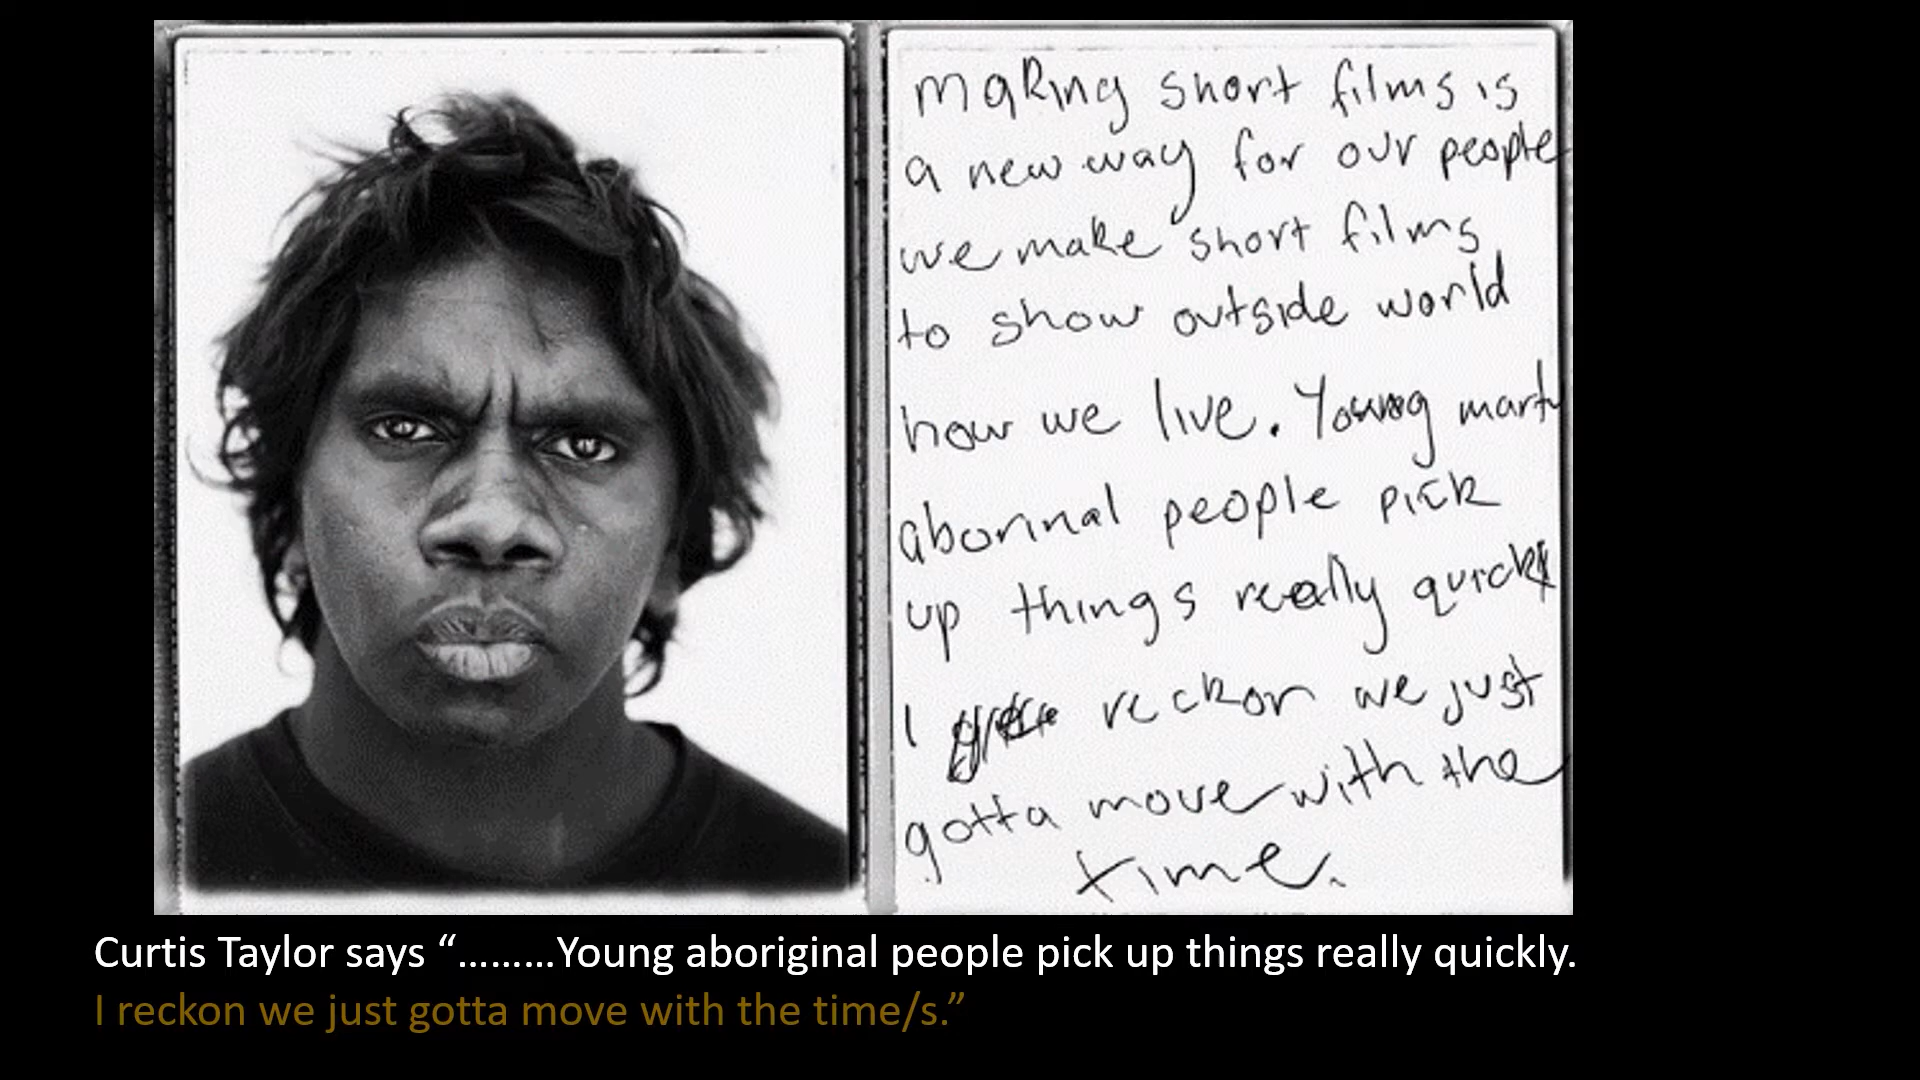 making short films is
a new way for our people
we make short films
to show outside world
how we live. Young
aborinal people pick
up things really quick
I reckon we just
gotta move with the
time.
Curtis Taylor says “………Young aboriginal people pick up things really quickly.
I reckon we just gotta move with the time/s.”